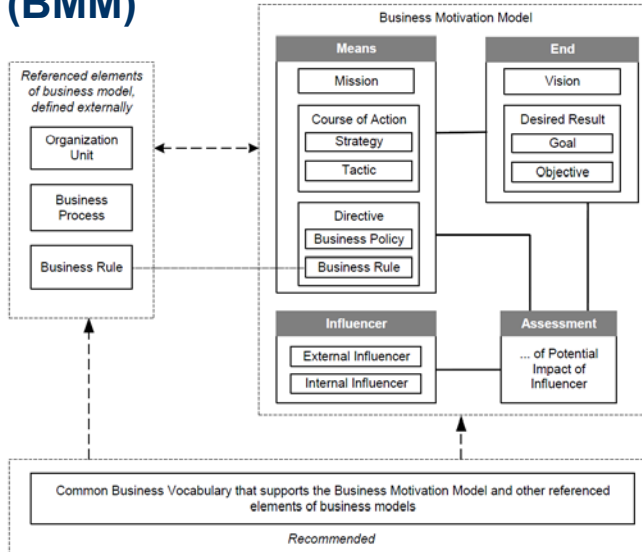 (BMM)
Business Motivation Model
Referenced elements
of business model,
defined externally
Organization
Unit
Business
Process
Business Rule
Means
Mission
Course of Action
Strategy
Tactic
Directive
Business Policy
Business Rule
End
Vision
Desired Result
Goal
Objective
Influencer
External Influencer
Internal Influencer
Assessment
... of Potential
Impact of
Influencer
Common Business Vocabulary that supports the Business Motivation Model and other referenced
elements of business models
Recommended